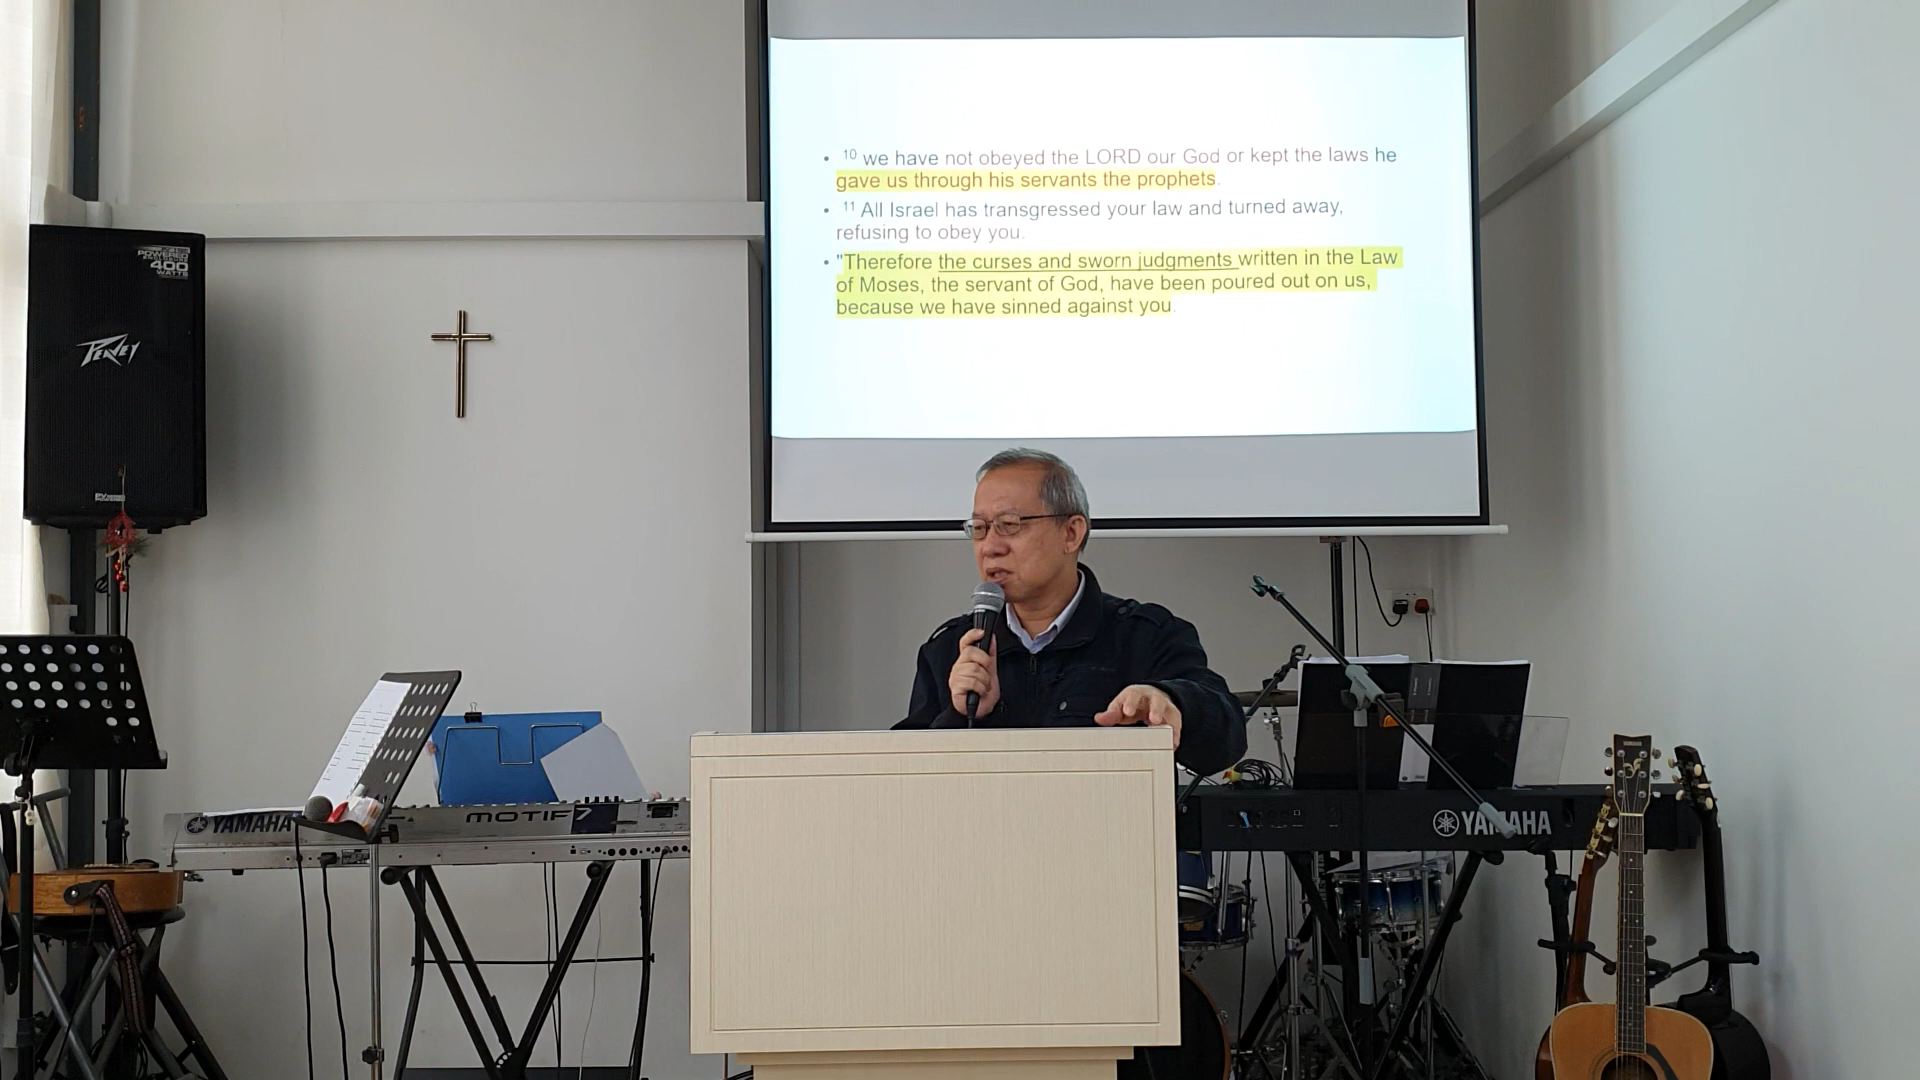 • 10 we have not obeyed the LORD our God or kept the laws he
gave us through his servants the prophets.
• 11 All Israel has transgressed your law and turned away,
refusing to obey you.
• "Therefore the curses and sworn judgments written in the Law
of Moses, the servant of God, have been poured out on us,
because we have sinned against you.
POWERED
400
WATTS
PEAVEY
YAMAHA
MOTIF 7
YAMAHA